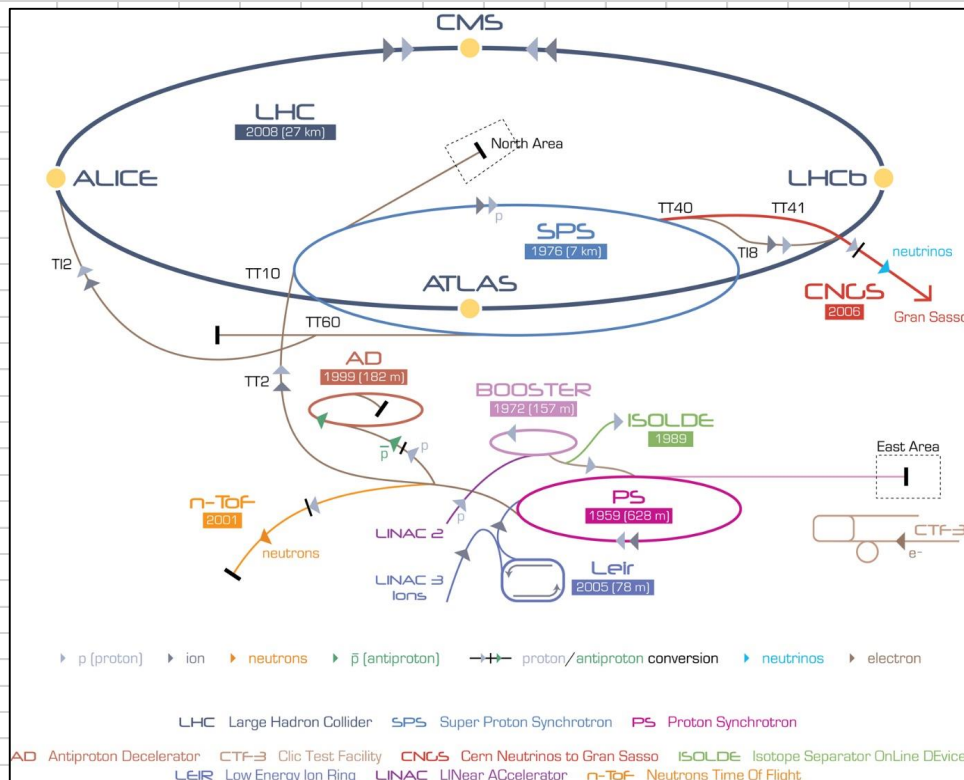 CMS
LHC
2008 (27 km)
North Area
ALICE
LHCb
TT40
TT41
p
SPS
1976 (7 km)
TI8
neutrinos
TI2
TT10
ATLAS
CNGS
2006
Gran Sasso
TT60
AD
1999 (182 m)
TT2
BOOSTER
1972 (157 m)
ISOLDE
1989
p̄
p
East Area
n-ToF
2001
PS
1959 (628 m)
p
LINAC 2
neutrons
CTF-3
e-
LINAC 3
Ions
Leir
2005 (78 m)
p (proton) ion neutrons p̄ (antiproton) proton/antiproton conversion neutrinos electron
LHC Large Hadron Collider SPS Super Proton Synchrotron PS Proton Synchrotron
AD Antiproton Decelerator CTF-3 Clic Test Facility CNGS Cern Neutrinos to Gran Sasso ISOLDE Isotope Separator OnLine DEvice
LEIR Low Energy Ion Ring LINAC LINear ACcelerator n-ToF Neutrons Time Of Flight